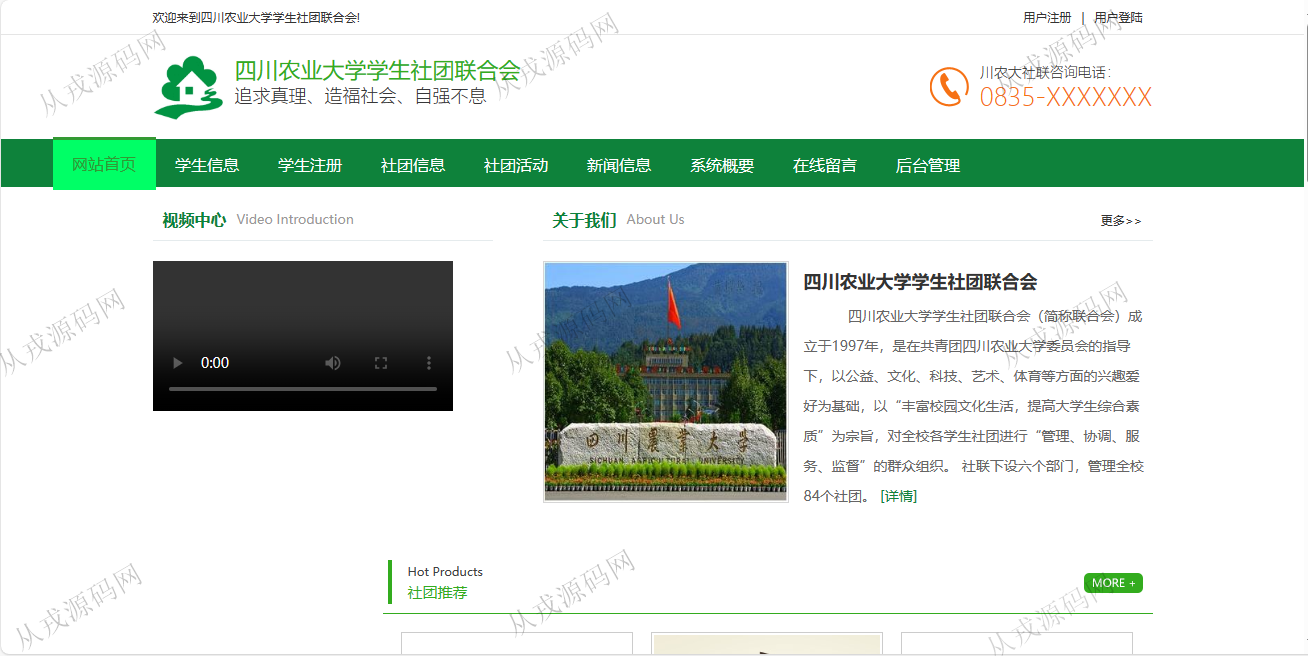 欢迎来到四川农业大学学生社团联合会!
用户注册 | 用户登陆
四川农业大学学生社团联合会
追求真理、造福社会、自强不息
川农大社联咨询电话：
0835-XXXXXXX
网站首页 学生信息 学生注册 社团信息 社团活动 新闻信息 系统概要 在线留言 后台管理
视频中心 Video Introduction
0:00
关于我们 About Us
更多>>
四川農業大學
SICHUAN AGRICULTURAL UNIVERSITY
四川农业大学学生社团联合会
四川农业大学学生社团联合会（简称联合会）成
立于1997年，是在共青团四川农业大学委员会的指导
下，以公益、文化、科技、艺术、体育等方面的兴趣爱
好为基础，以“丰富校园文化生活，提高大学生综合素
质”为宗旨，对全校各学生社团进行“管理、协调、服
务、监督”的群众组织。 社联下设六个部门，管理全校
84个社团。 [详情]
Hot Products
社团推荐
MORE +
从戎源码网
从戎源码网
从戎源码网
从戎源码网
从戎源码网
从戎源码网
从戎源码网
从戎源码网
从戎源码网